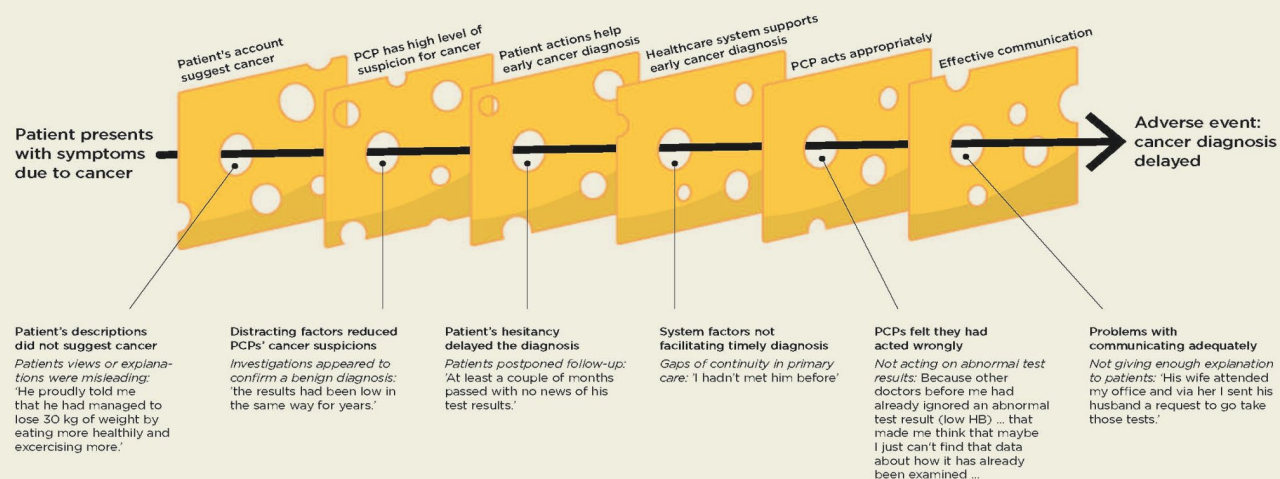 Patient's account
suggest cancer
PCP has high level of
suspicion for cancer
Patient actions help
early cancer diagnosis
Healthcare system supports
early cancer diagnosis
PCP acts appropriately
Effective communication
Patient presents
with symptoms
due to cancer
Adverse event:
cancer diagnosis
delayed
Patient's descriptions
did not suggest cancer
Patients views or explana-
tions were misleading:
'He proudly told me
that he had managed to
lose 30 kg of weight by
eating more healthily and
excercising more.'
Distracting factors reduced
PCPs' cancer suspicions
Investigations appeared to
confirm a benign diagnosis:
'the results had been low in
the same way for years.'
Patient's hesitancy
delayed the diagnosis
Patients postponed follow-up:
'At least a couple of months
passed with no news of his
test results.'
System factors not
facilitating timely diagnosis
Gaps of continuity in primary
care: 'I hadn't met him before'
PCPs felt they had
acted wrongly
Not acting on abnormal test
results: Because other
doctors before me had
already ignored an abnormal
test result (low HB) ... that
made me think that maybe
I just can't find that data
about how it has already
been examined ...
Problems with
communicating adequately
Not giving enough explanation
to patients: 'His wife attended
my office and via her I sent his
husband a request to go take
those tests.'